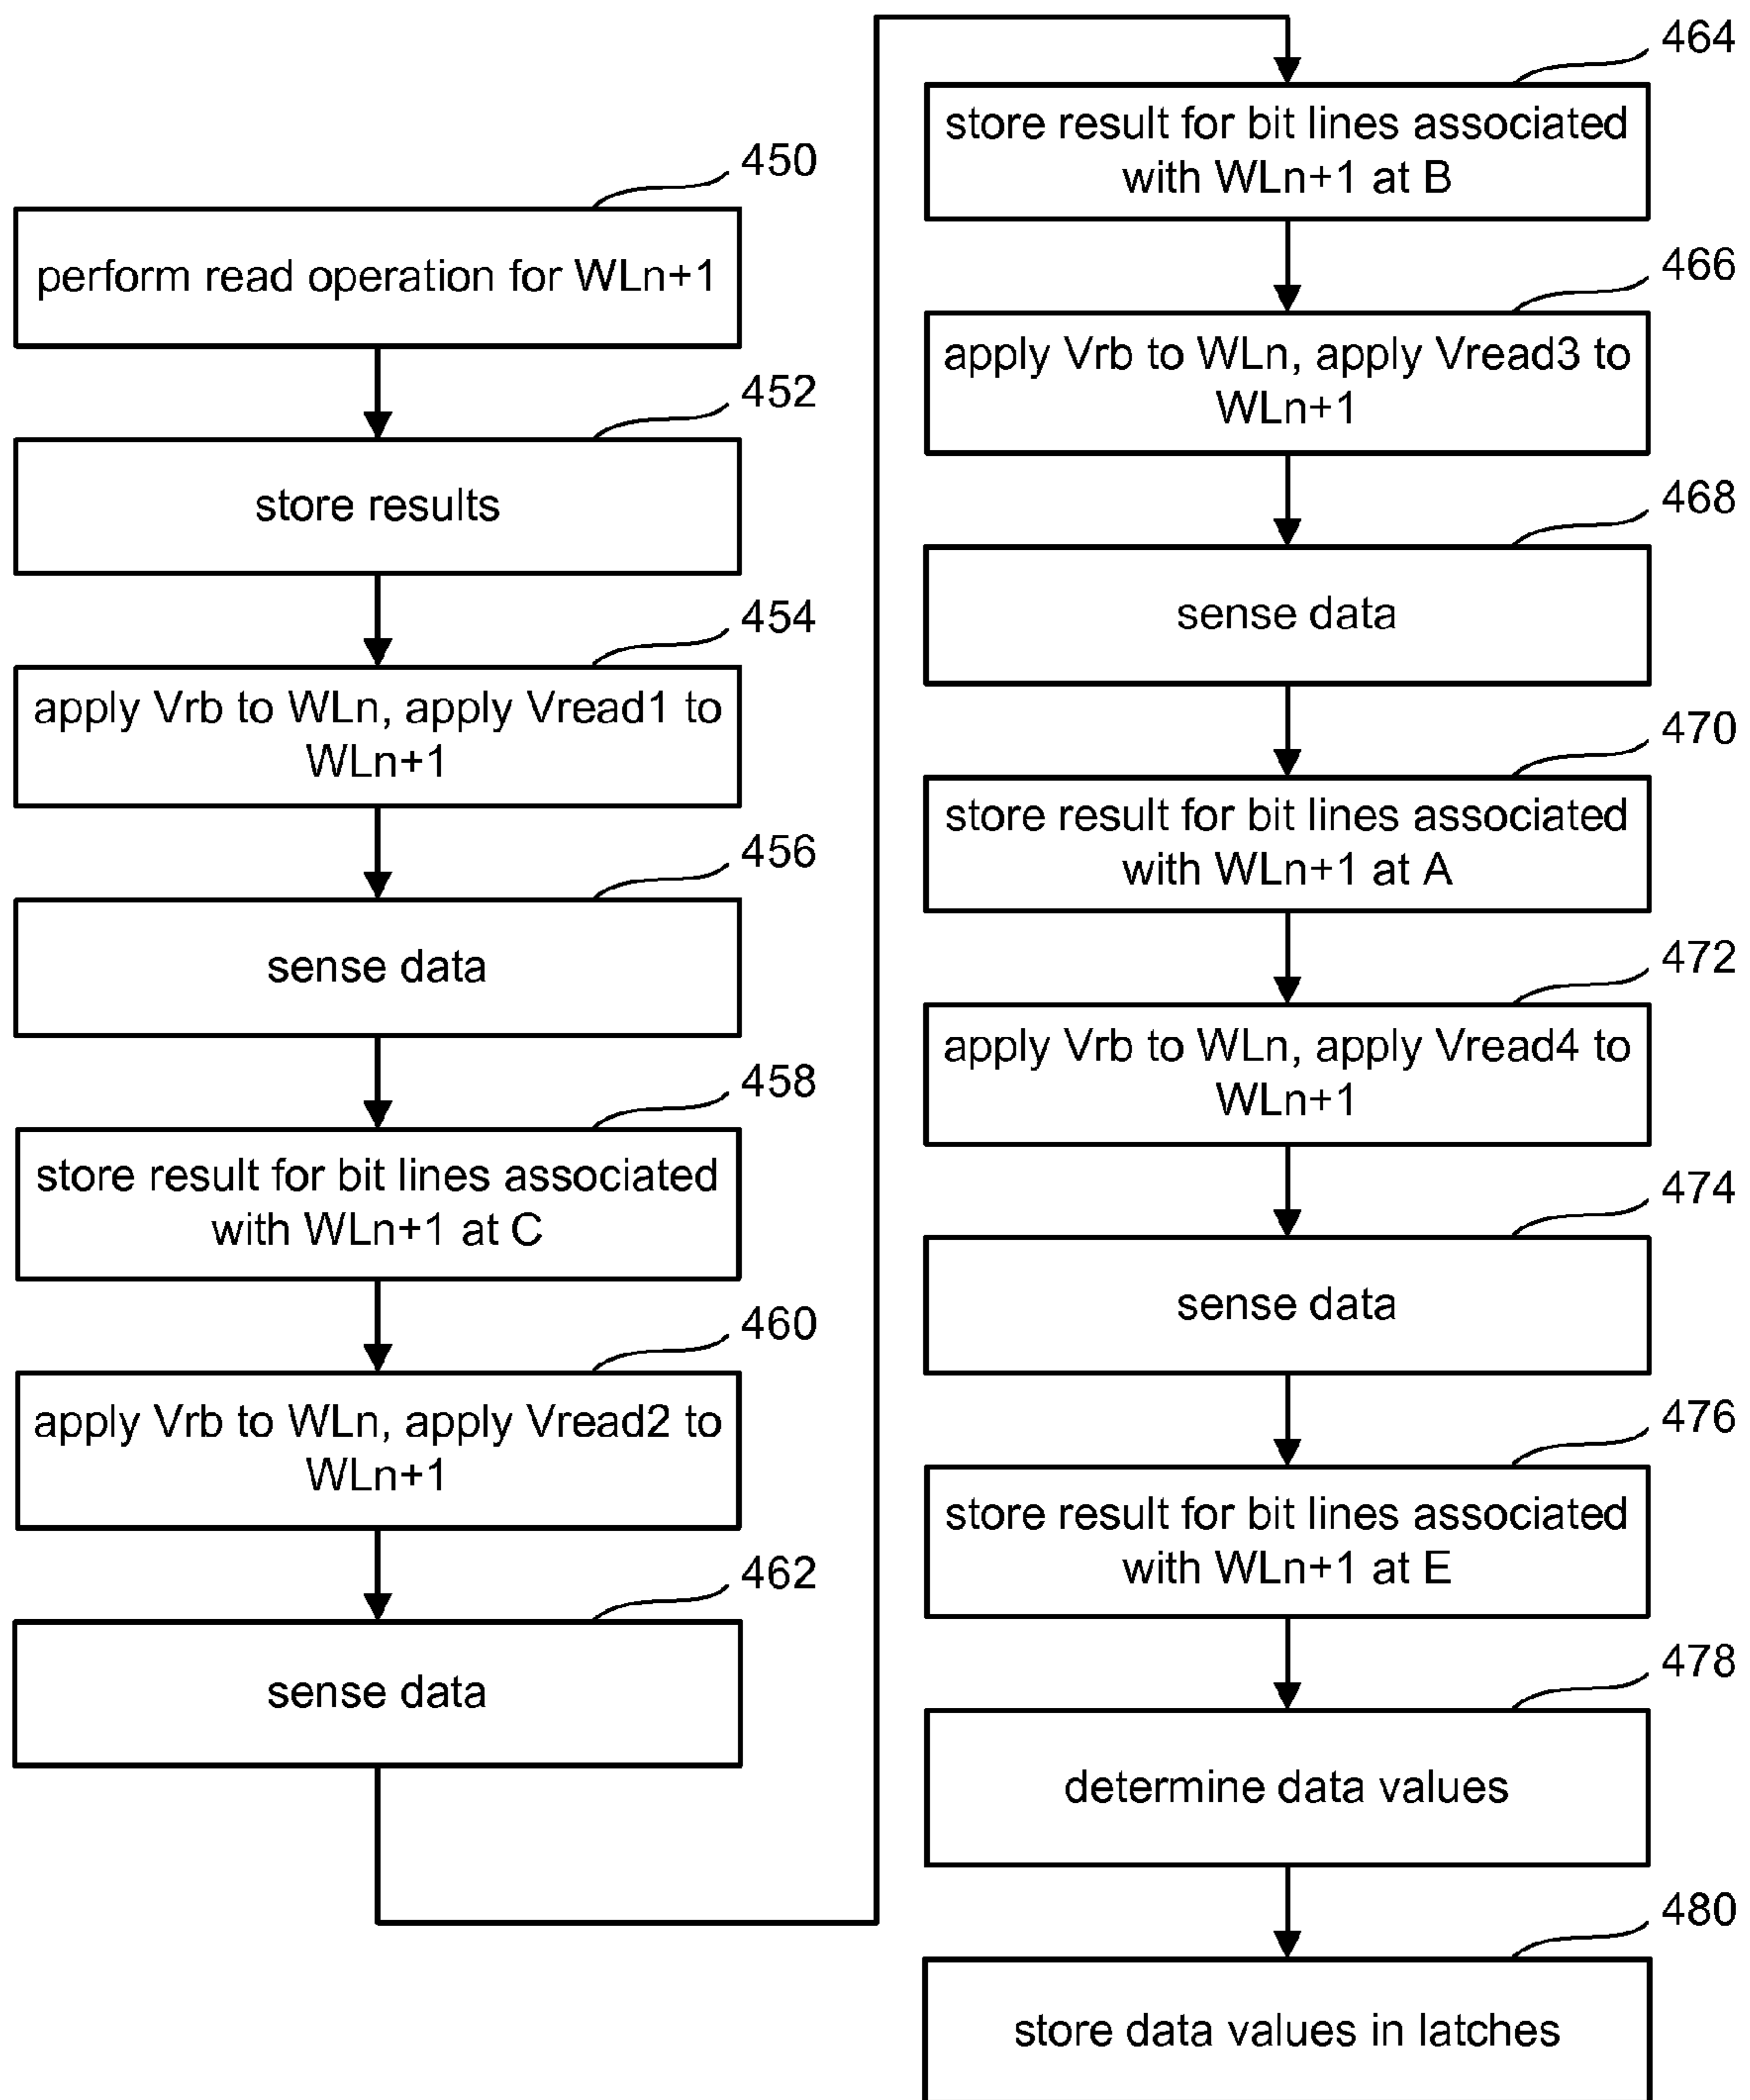 450
perform read operation for WLn+1
452
store results
454
apply Vrb to WLn, apply Vread1 to
WLn+1
456
sense data
458
store result for bit lines associated
with WLn+1 at C
460
apply Vrb to WLn, apply Vread2 to
WLn+1
462
sense data
464
store result for bit lines associated
with WLn+1 at B
466
apply Vrb to WLn, apply Vread3 to
WLn+1
468
sense data
470
store result for bit lines associated
with WLn+1 at A
472
apply Vrb to WLn, apply Vread4 to
WLn+1
474
sense data
476
store result for bit lines associated
with WLn+1 at E
478
determine data values
480
store data values in latches